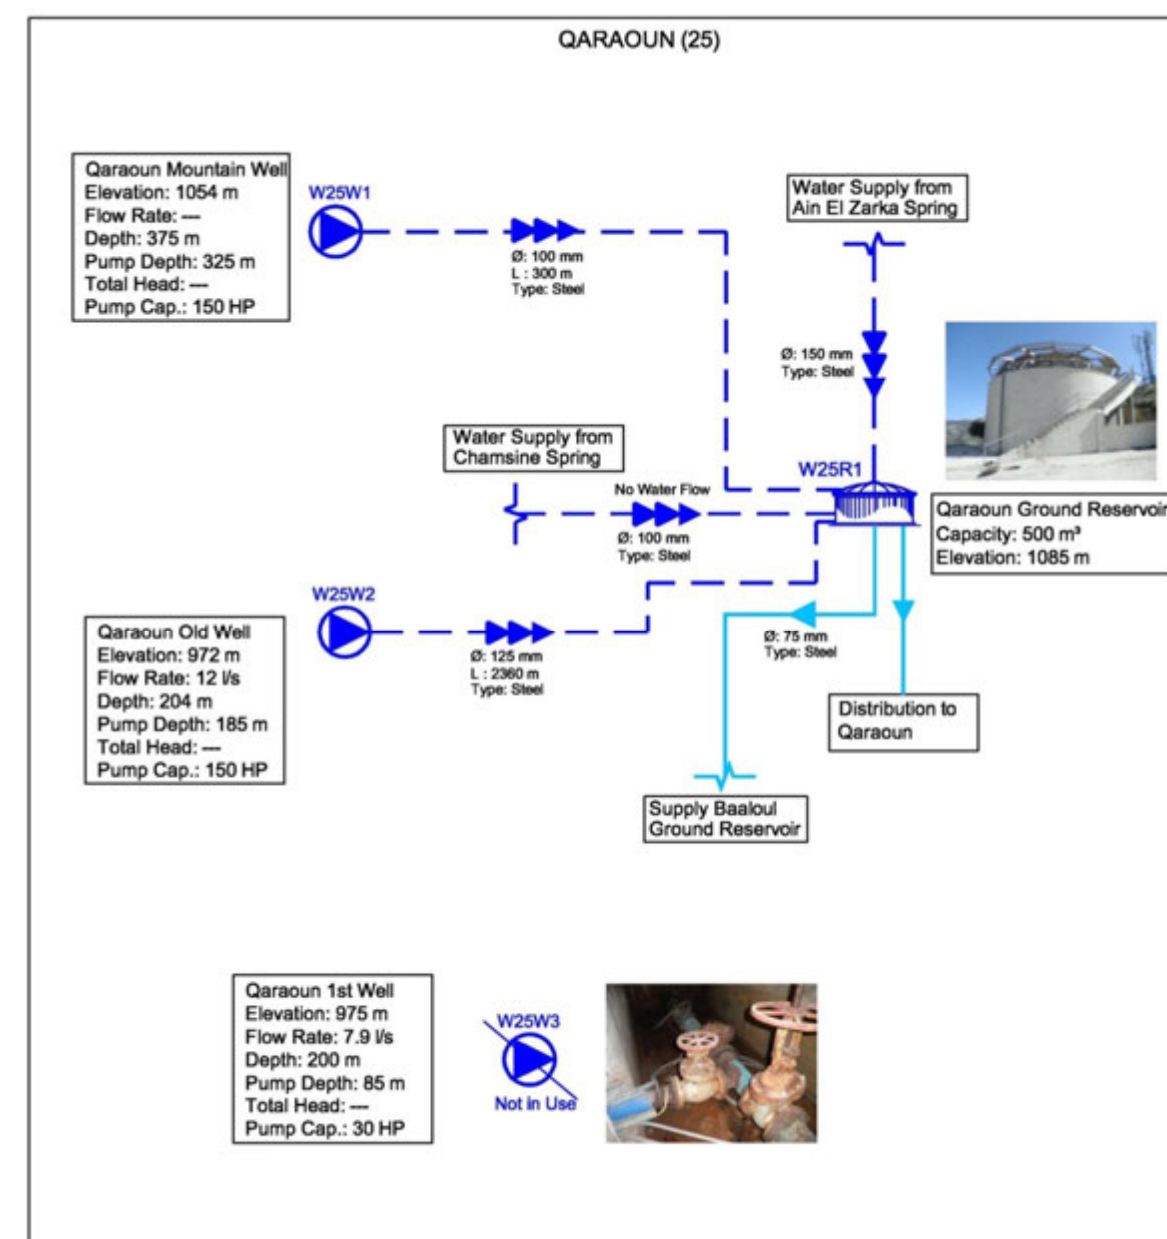 QARAOUN (25)
Qaraoun Mountain Well
Elevation: 1054 m
Flow Rate: ---
Depth: 375 m
Pump Depth: 325 m
Total Head: ---
Pump Cap.: 150 HP
W25W1
Ø: 100 mm
L : 300 m
Type: Steel
Water Supply from
Ain El Zarka Spring
Ø: 150 mm
Type: Steel
Water Supply from
Chamsine Spring
No Water Flow
Ø: 100 mm
Type: Steel
W25R1
Qaraoun Ground Reservoir
Capacity: 500 m³
Elevation: 1085 m
W25W2
Qaraoun Old Well
Elevation: 972 m
Flow Rate: 12 l/s
Depth: 204 m
Pump Depth: 185 m
Total Head: ---
Pump Cap.: 150 HP
Ø: 125 mm
L : 2360 m
Type: Steel
Ø: 75 mm
Type: Steel
Distribution to
Qaraoun
Supply Baaloul
Ground Reservoir
Qaraoun 1st Well
Elevation: 975 m
Flow Rate: 7.9 l/s
Depth: 200 m
Pump Depth: 85 m
Total Head: ---
Pump Cap.: 30 HP
W25W3
Not in Use